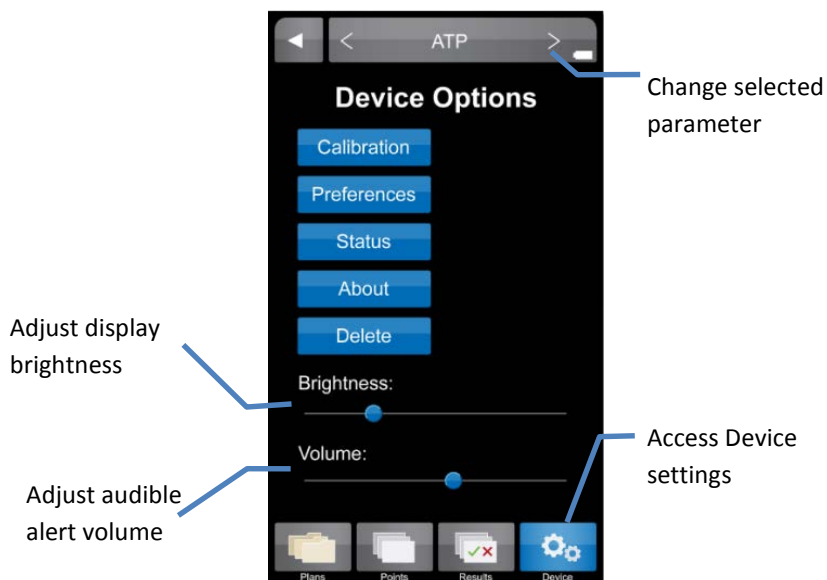 ATP
Change selected
parameter
Device Options
Calibration
Preferences
Status
About
Delete
Adjust display
brightness
Brightness:
Access Device
settings
Volume:
Adjust audible
alert volume
Plans
Points
Results
Device